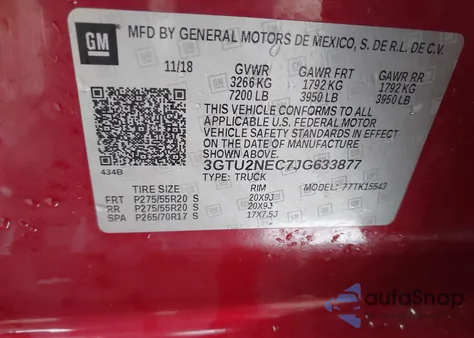 GM
MFD BY GENERAL MOTORS DE MEXICO, S. DE R.L. DE C.V.
11/18 GVWR GAWR FRT GAWR RR
3266 KG 1792 KG 1792 KG
7200 LB 3950 LB 3950 LB
THIS VEHICLE CONFORMS TO ALL
APPLICABLE U.S. FEDERAL MOTOR
VEHICLE SAFETY STANDARDS IN EFFECT
ON THE DATE OF MANUFACTURE
SHOWN ABOVE.
434B
3GTU2NEC7JG633877
TYPE: TRUCK MODEL: 77TK15543
TIRE SIZE RIM
FRT P275/55R20 S 20X9J
RR P275/55R20 S 20X9J
SPA P265/70R17 S 17X7.5J
autoSnap